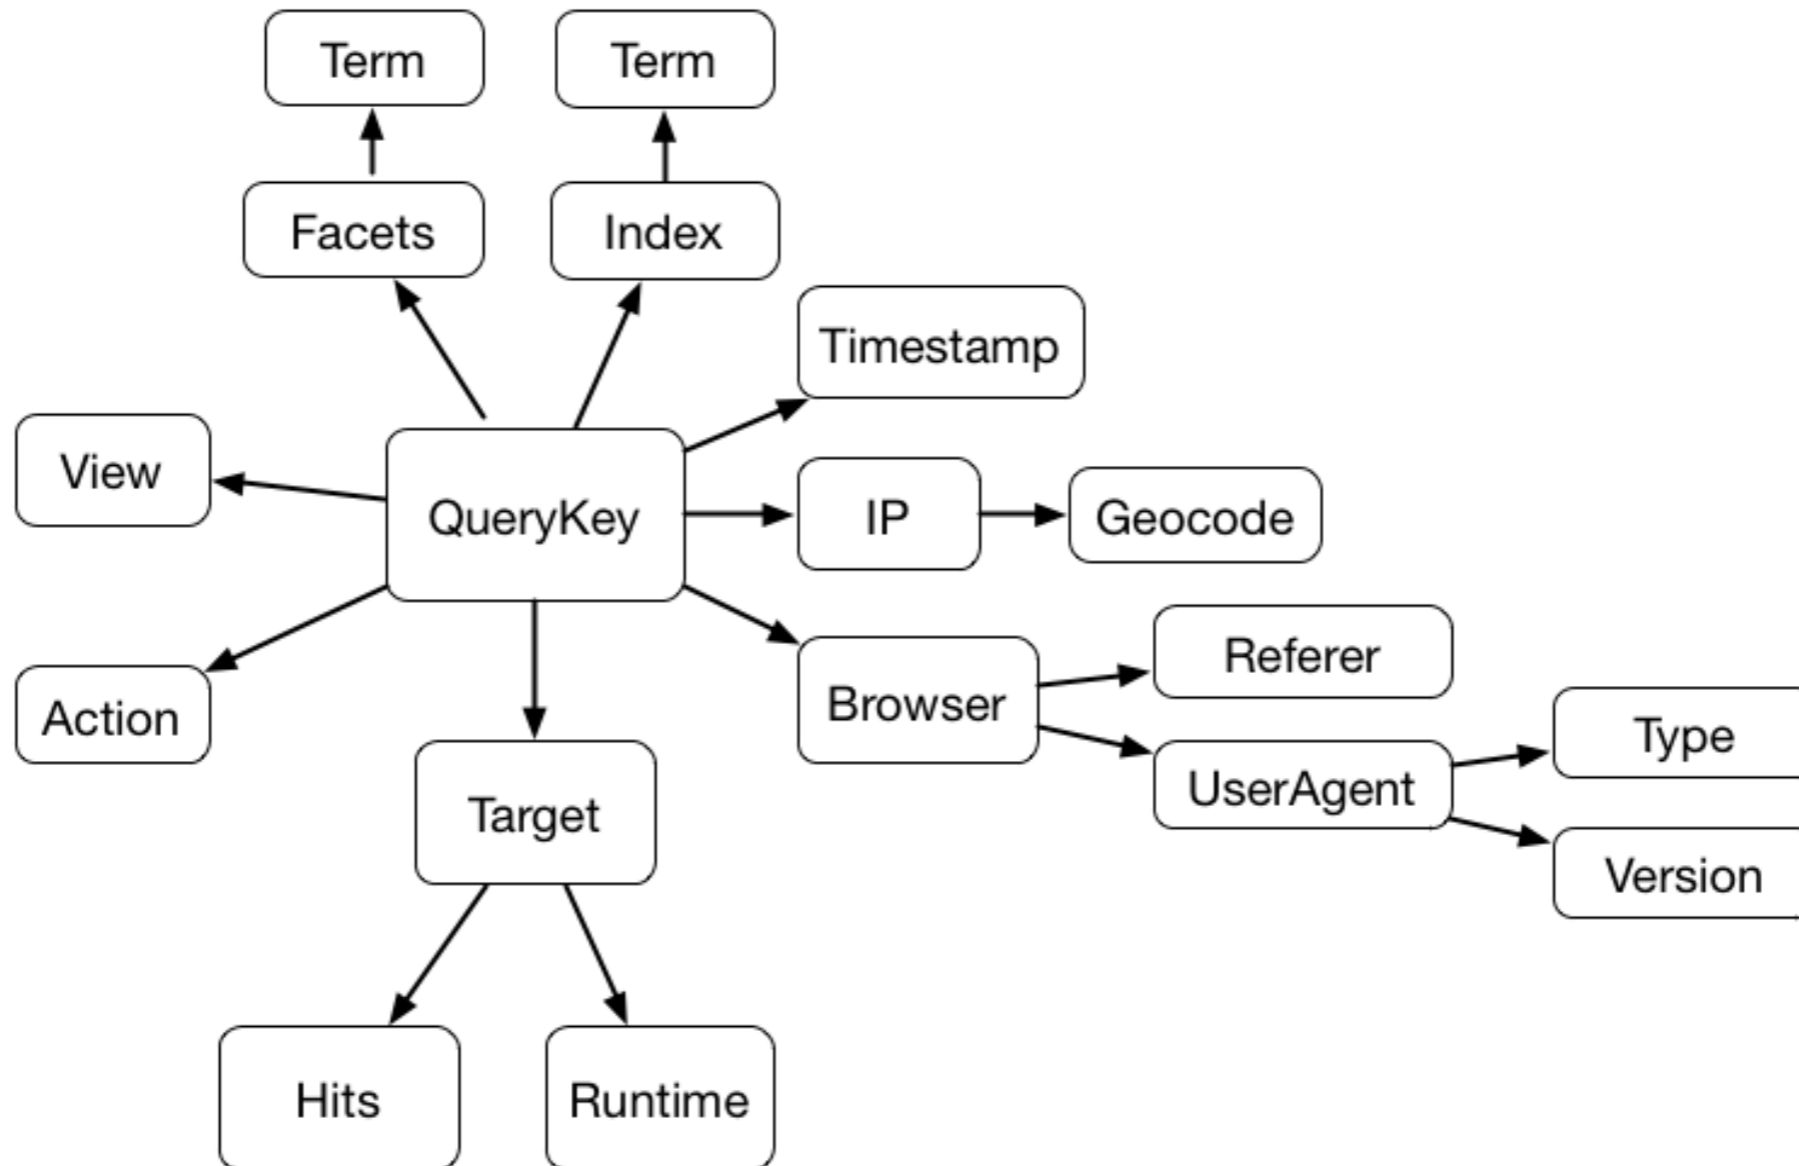 Term
Term
Facets
Index
Timestamp
View
QueryKey
IP
Geocode
Referer
Browser
Action
Type
UserAgent
Target
Version
Hits
Runtime